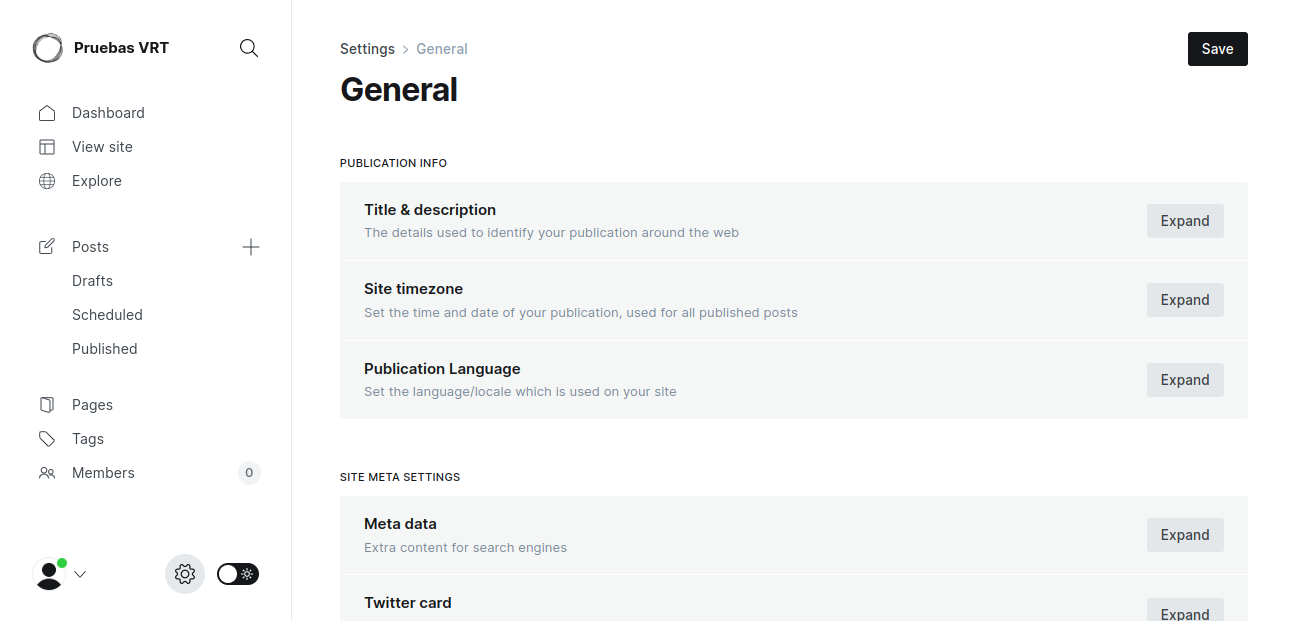 Pruebas VRT
Dashboard
View site
Explore
Posts
Drafts
Scheduled
Published
Pages
Tags
Members 0
Settings > General
Save
General
PUBLICATION INFO
Title & description
The details used to identify your publication around the web
Expand
Site timezone
Set the time and date of your publication, used for all published posts
Expand
Publication Language
Set the language/locale which is used on your site
Expand
SITE META SETTINGS
Meta data
Extra content for search engines
Expand
Twitter card
Expand